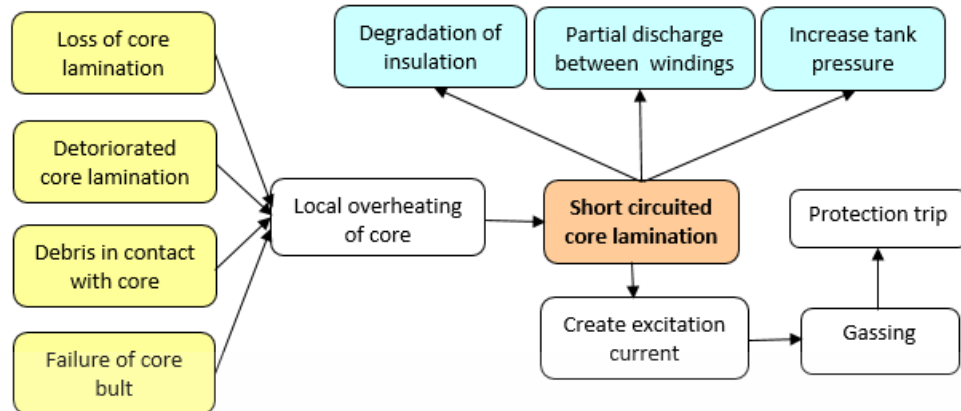 Loss of core
lamination
Detoriorated
core lamination
Debris in contact
with core
Failure of core
bult
Local overheating
of core
Degradation of
insulation
Partial discharge
between windings
Increase tank
pressure
Short circuited
core lamination
Create excitation
current
Gassing
Protection trip